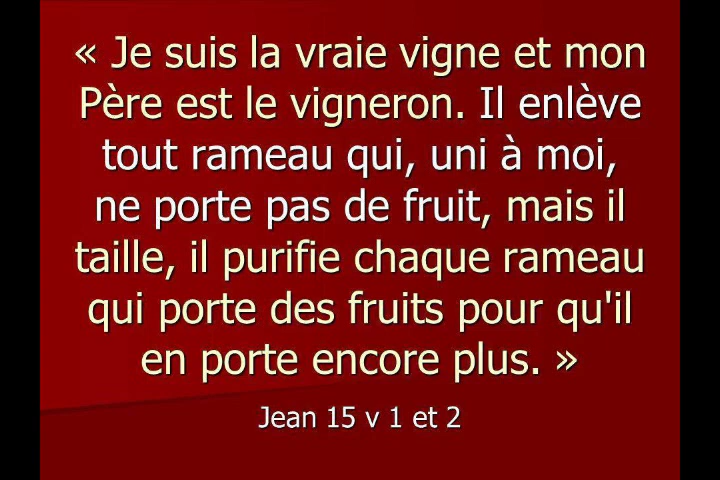 « Je suis la vraie vigne et mon
Père est le vigneron. Il enlève
tout rameau qui, uni à moi,
ne porte pas de fruit, mais il
taille, il purifie chaque rameau
qui porte des fruits pour qu'il
en porte encore plus. »
Jean 15 v 1 et 2